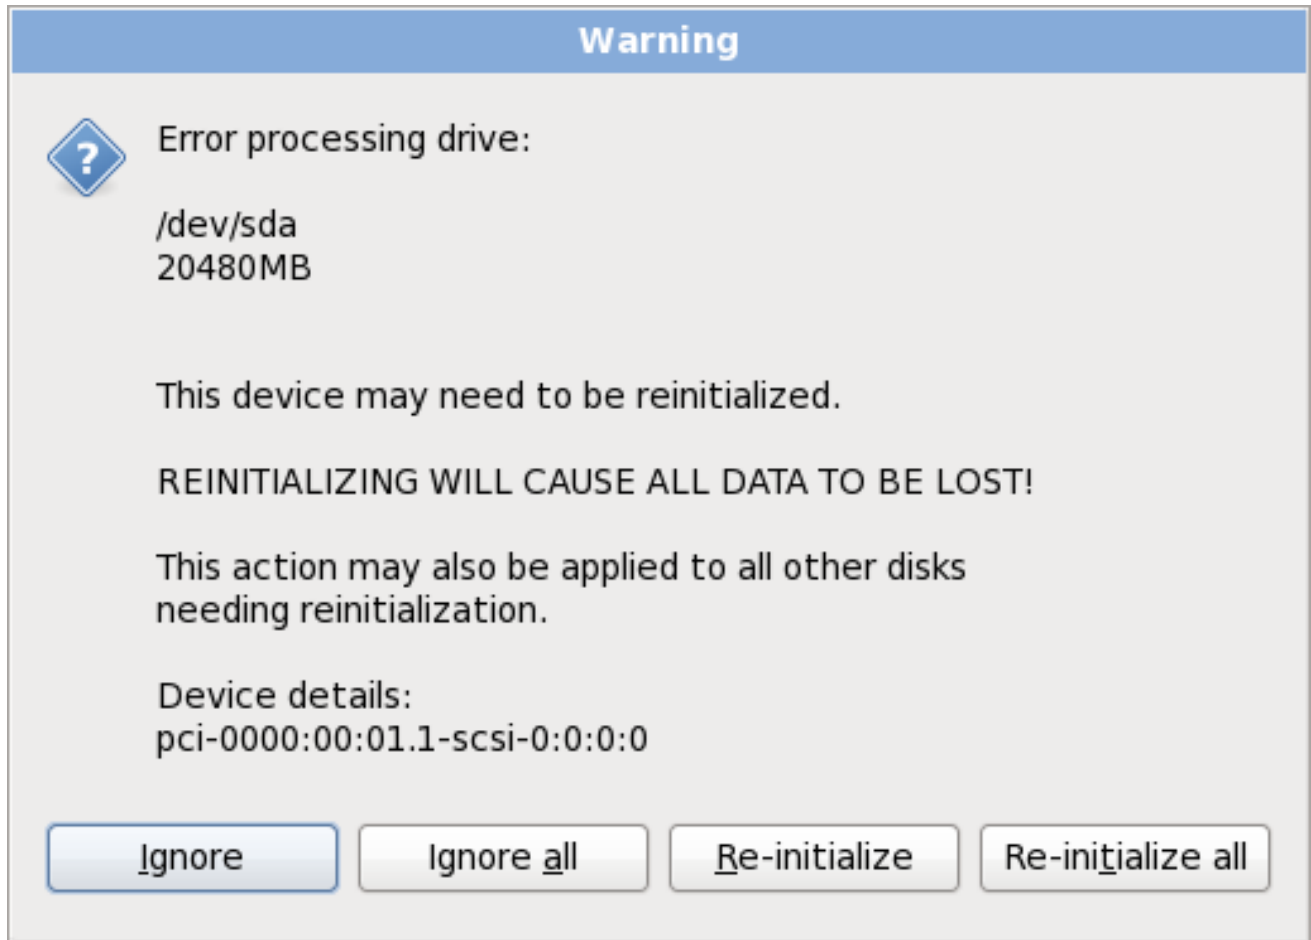 Warning
Error processing drive:
/dev/sda
20480MB
This device may need to be reinitialized.
REINITIALIZING WILL CAUSE ALL DATA TO BE LOST!
This action may also be applied to all other disks
needing reinitialization.
Device details:
pci-0000:00:01.1-scsi-0:0:0:0
Ignore
Ignore all
Re-initialize
Re-initialize all